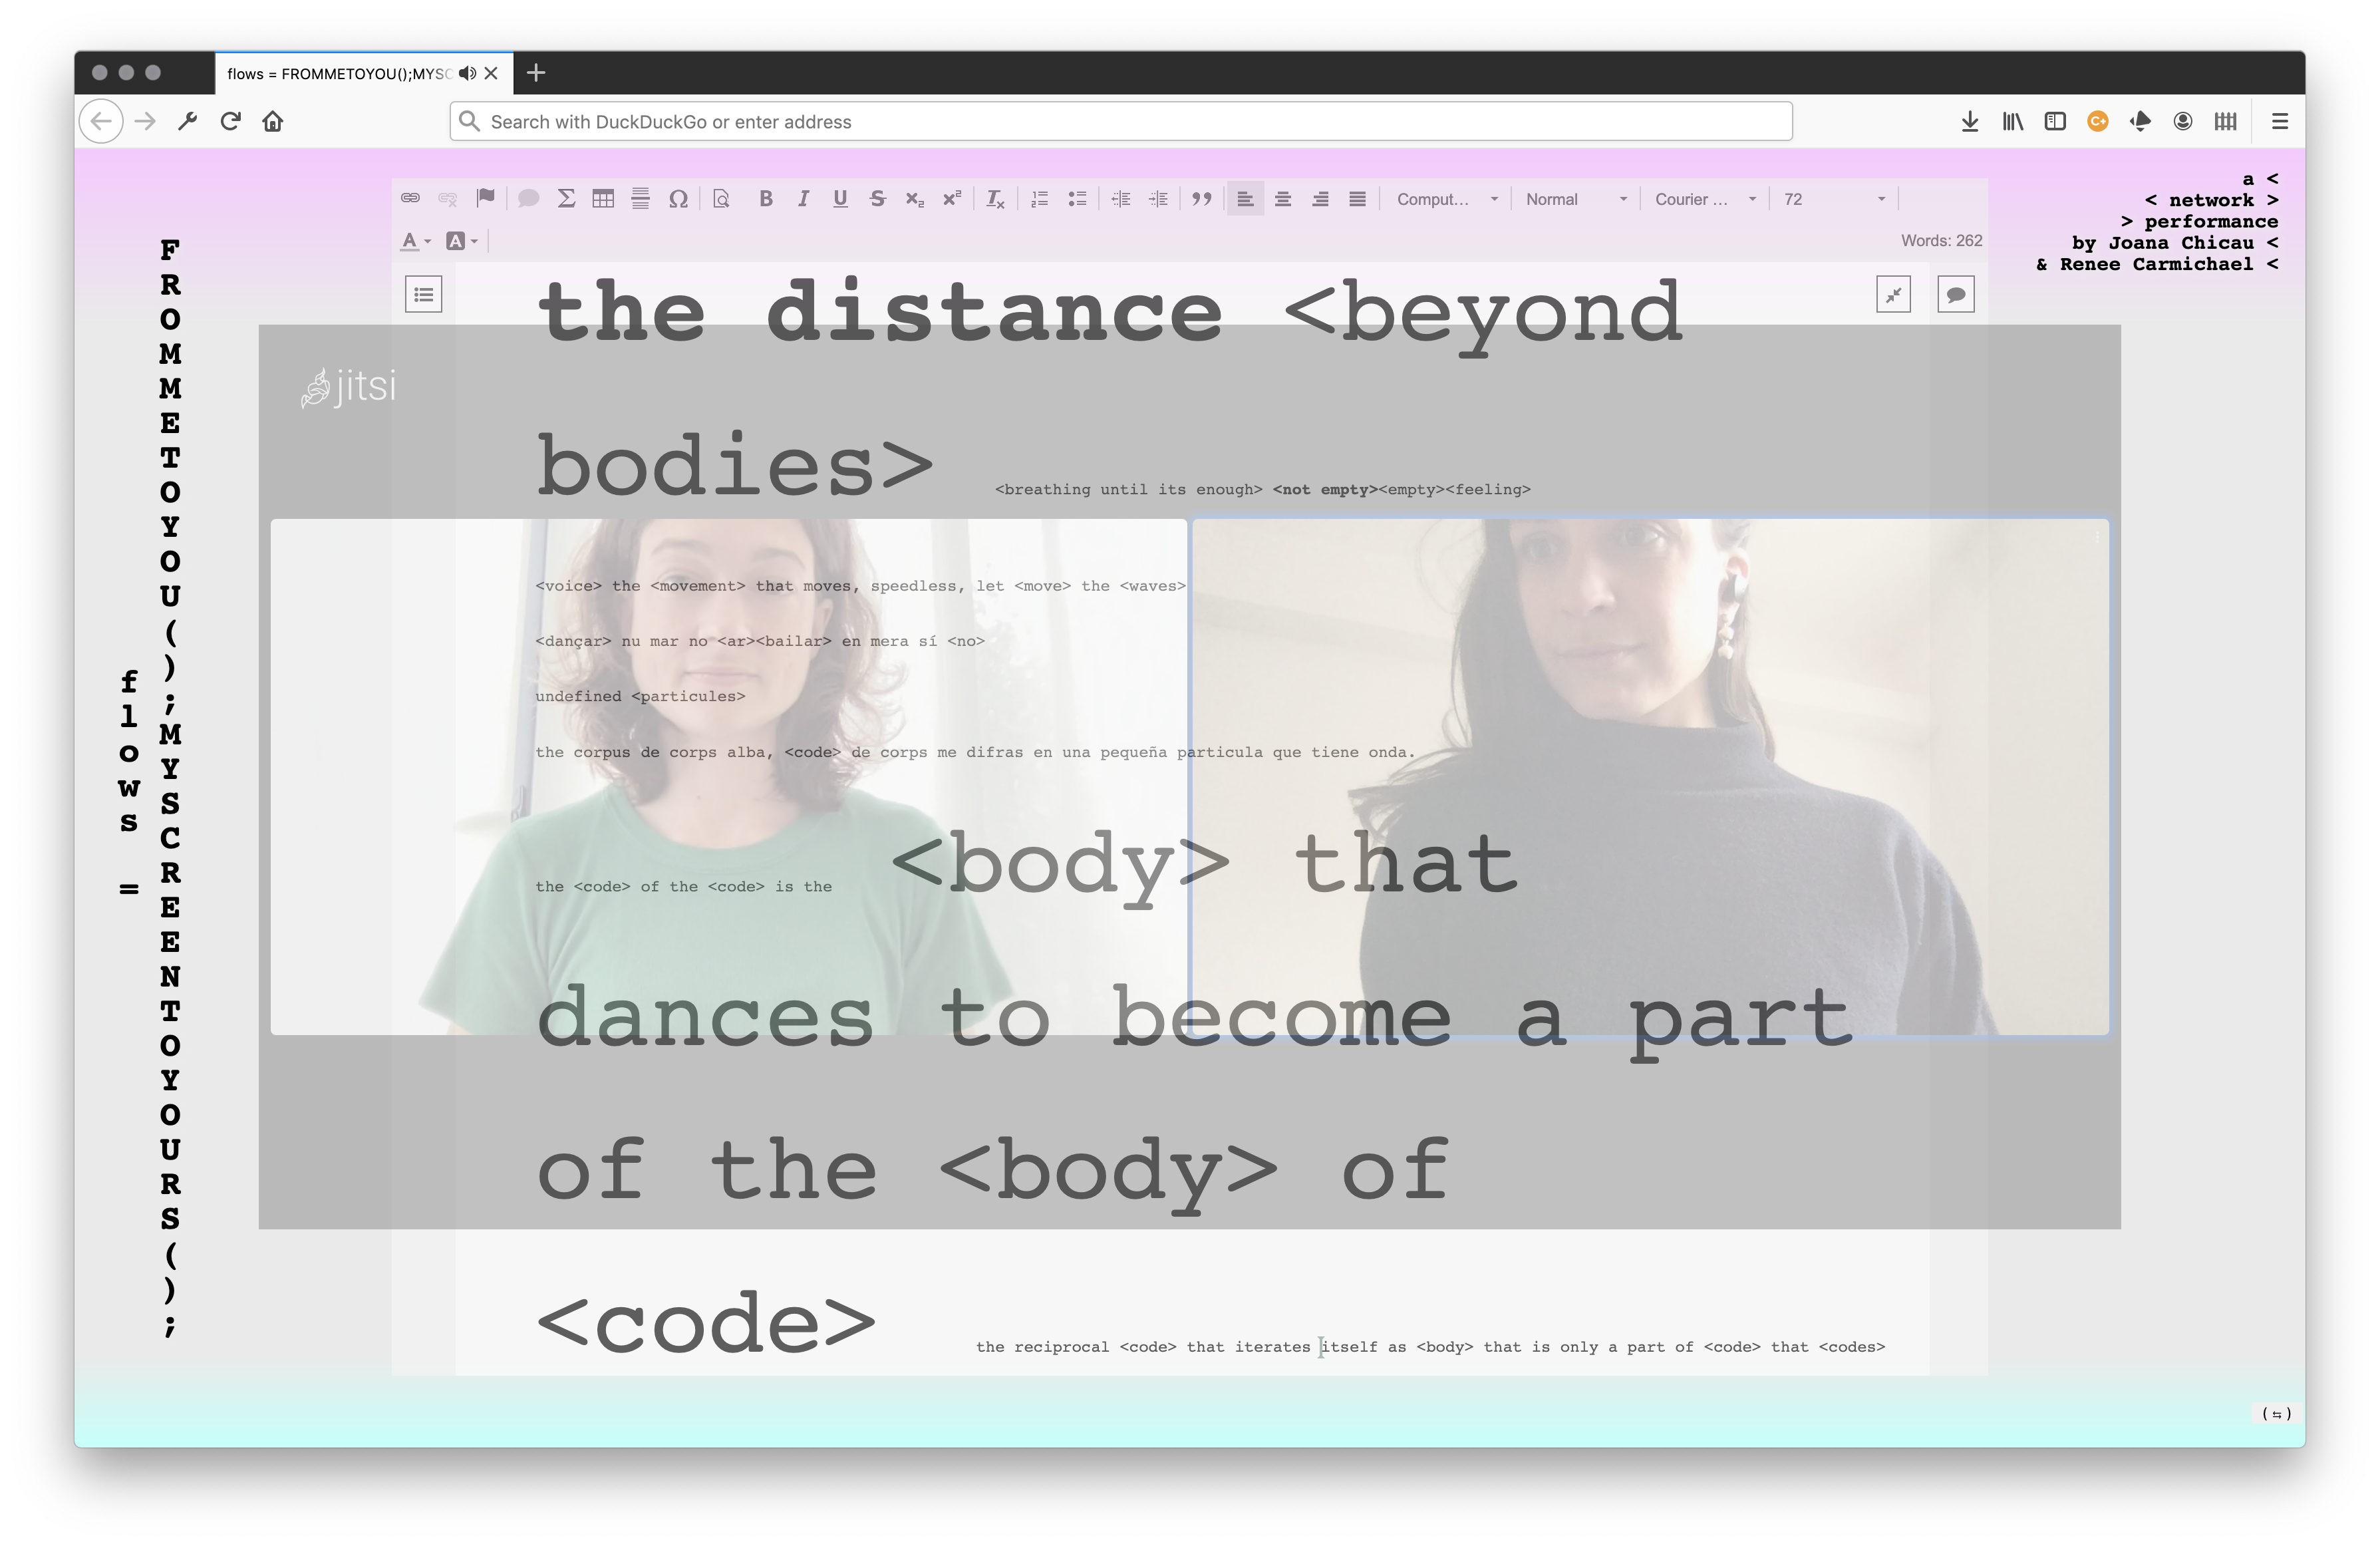 flows = FROMMETOYOU();MYSC
Search with DuckDuckGo or enter address
a <
< network >
> performance
by Joana Chicau <
& Renee Carmichael <
Comput...
Normal
Courier ...
72
Words: 262
FROMMETOYOU();MYSCREENTOYOURS();
flows =
the distance <beyond
jitsi
bodies>
<breathing until its enough> <not empty><empty><feeling>
<voice> the <movement> that moves, speedless, let <move> the <waves>
<dançar> nu mar no <ar><bailar> en mera sí <no>
undefined <particules>
the corpus de corps alba, <code> de corps me difras en una pequeña particula que tiene onda.
the <code> of the <code> is the <body> that
dances to become a part
of the <body> of
<code> the reciprocal <code> that iterates itself as <body> that is only a part of <code> that <codes>
(⇆)